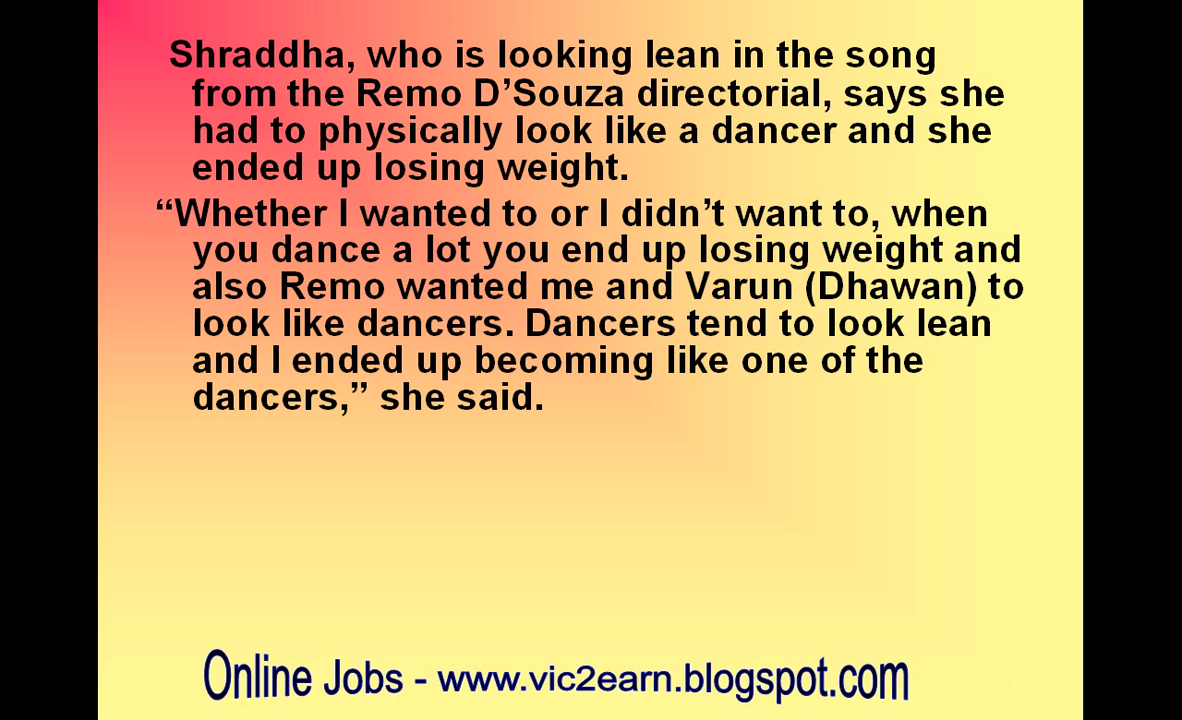 Shraddha, who is looking lean in the song
from the Remo D’Souza directorial, says she
had to physically look like a dancer and she
ended up losing weight.
“Whether I wanted to or I didn’t want to, when
you dance a lot you end up losing weight and
also Remo wanted me and Varun (Dhawan) to
look like dancers. Dancers tend to look lean
and I ended up becoming like one of the
dancers,” she said.
Online Jobs - www.vic2earn.blogspot.com